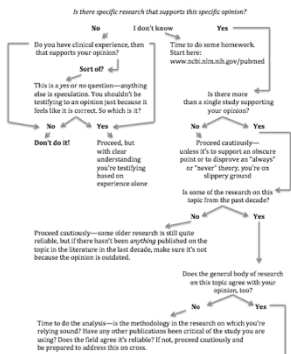 Is there specific research that supports this specific opinion?
No I don't know Yes
Do you have clinical experience, then
that supports your opinion?
Time to do some homework.
Start here:
www.ncbi.nlm.nih.gov/pubmed
Sort of?
This is a yes or no question—anything
else is speculation. You shouldn't be
testifying to an opinion just because it
feels like it is correct. So which is it?
Is there more
than a single study supporting
your opinion?
No Yes
No Yes
Don't do it!
Proceed, but
with clear
understanding
you're testifying
based on
experience alone
Proceed cautiously—
unless it's to support an obscure
point or to disprove an "always"
or "never" theory, you're on
slippery ground
Is some of the research on this
topic from the past decade?
No Yes
Proceed cautiously—some older research is still quite
reliable, but if there hasn't been anything published on the
topic in the literature in the last decade, make sure it's not
because the opinion is outdated.
Does the general body of research
on this topic agree with your
opinion, too?
No Yes
Time to do the analysis—is the methodology in the research on which you're
relying sound? Have any other publications been critical of the study you are
using? Does the field agree it's reliable? If not, proceed cautiously and
be prepared to address this on cross.